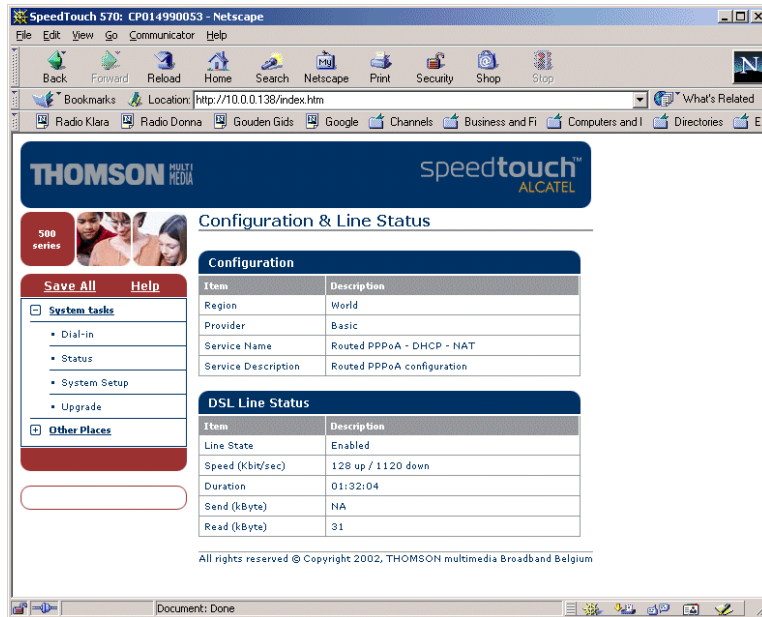 SpeedTouch 570: CP0149900S3 - Netscape
File Edit View Go Communicator Help
Back Forward Reload Home Search Netscape Print Security Shop Stop
My
N
Bookmarks Location: http://10.0.0.138/index.htm What's Related
Radio Klara Radio Donna Gouden Gids Google Channels Business and Fi Computers and I Directories E
THOMSON MULTI MEDIA
speedtouch™
ALCATEL
500 series
Configuration & Line Status
Save All Help
System tasks
Dial-in
Status
System Setup
Upgrade
Other Places
Configuration
Item Description
Region World
Provider Basic
Service Name Routed PPPoA - DHCP - NAT
Service Description Routed PPPoA configuration
DSL Line Status
Item Description
Line State Enabled
Speed (Kbit/sec) 128 up / 1120 down
Duration 01:32:04
Send (kByte) NA
Read (kByte) 31
All rights reserved © Copyright 2002, THOMSON multimedia Broadband Belgium
Document: Done